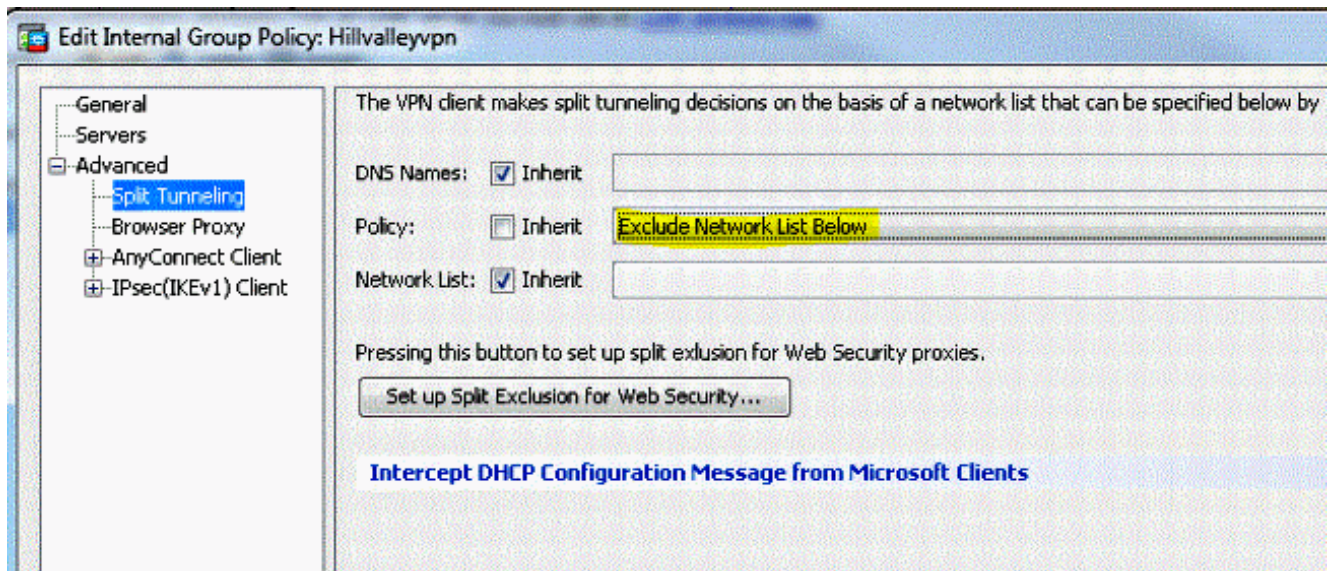 Edit Internal Group Policy: Hillvalleyvpn
General
Servers
Advanced
Split Tunneling
Browser Proxy
AnyConnect Client
IPsec(IKEv1) Client
The VPN client makes split tunneling decisions on the basis of a network list that can be specified below by
DNS Names: Inherit
Policy: Inherit Exclude Network List Below
Network List: Inherit
Pressing this button to set up split exlusion for Web Security proxies.
Set up Split Exclusion for Web Security...
Intercept DHCP Configuration Message from Microsoft Clients